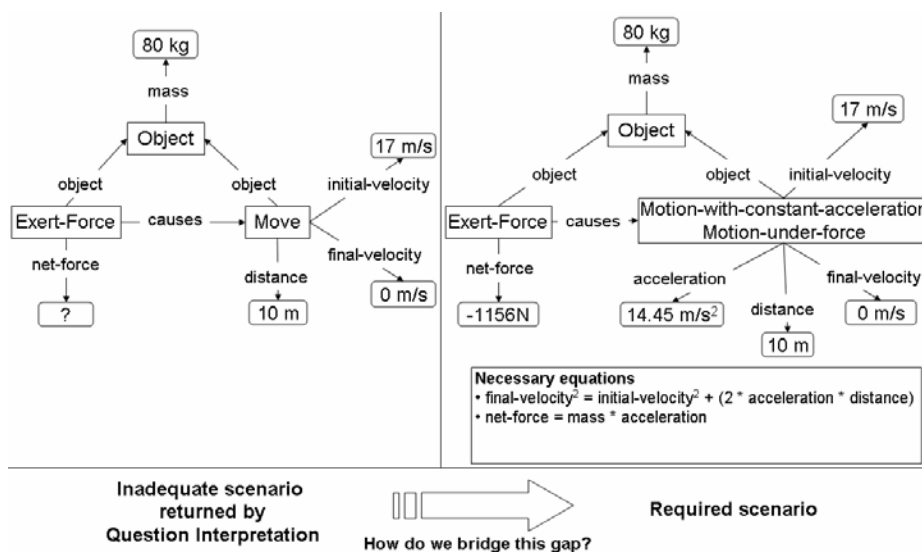 80 kg
mass
Object
object
object
17 m/s
initial-velocity
Exert-Force
causes
Move
net-force
distance
final-velocity
?
10 m
0 m/s
80 kg
mass
Object
object
object
17 m/s
initial-velocity
Exert-Force
causes
Motion-with-constant-acceleration
Motion-under-force
net-force
acceleration
distance
final-velocity
-1156N
14.45 m/s²
10 m
0 m/s
Necessary equations
• final-velocity² = initial-velocity² + (2 * acceleration * distance)
• net-force = mass * acceleration
Inadequate scenario
returned by
Question Interpretation
How do we bridge this gap?
Required scenario